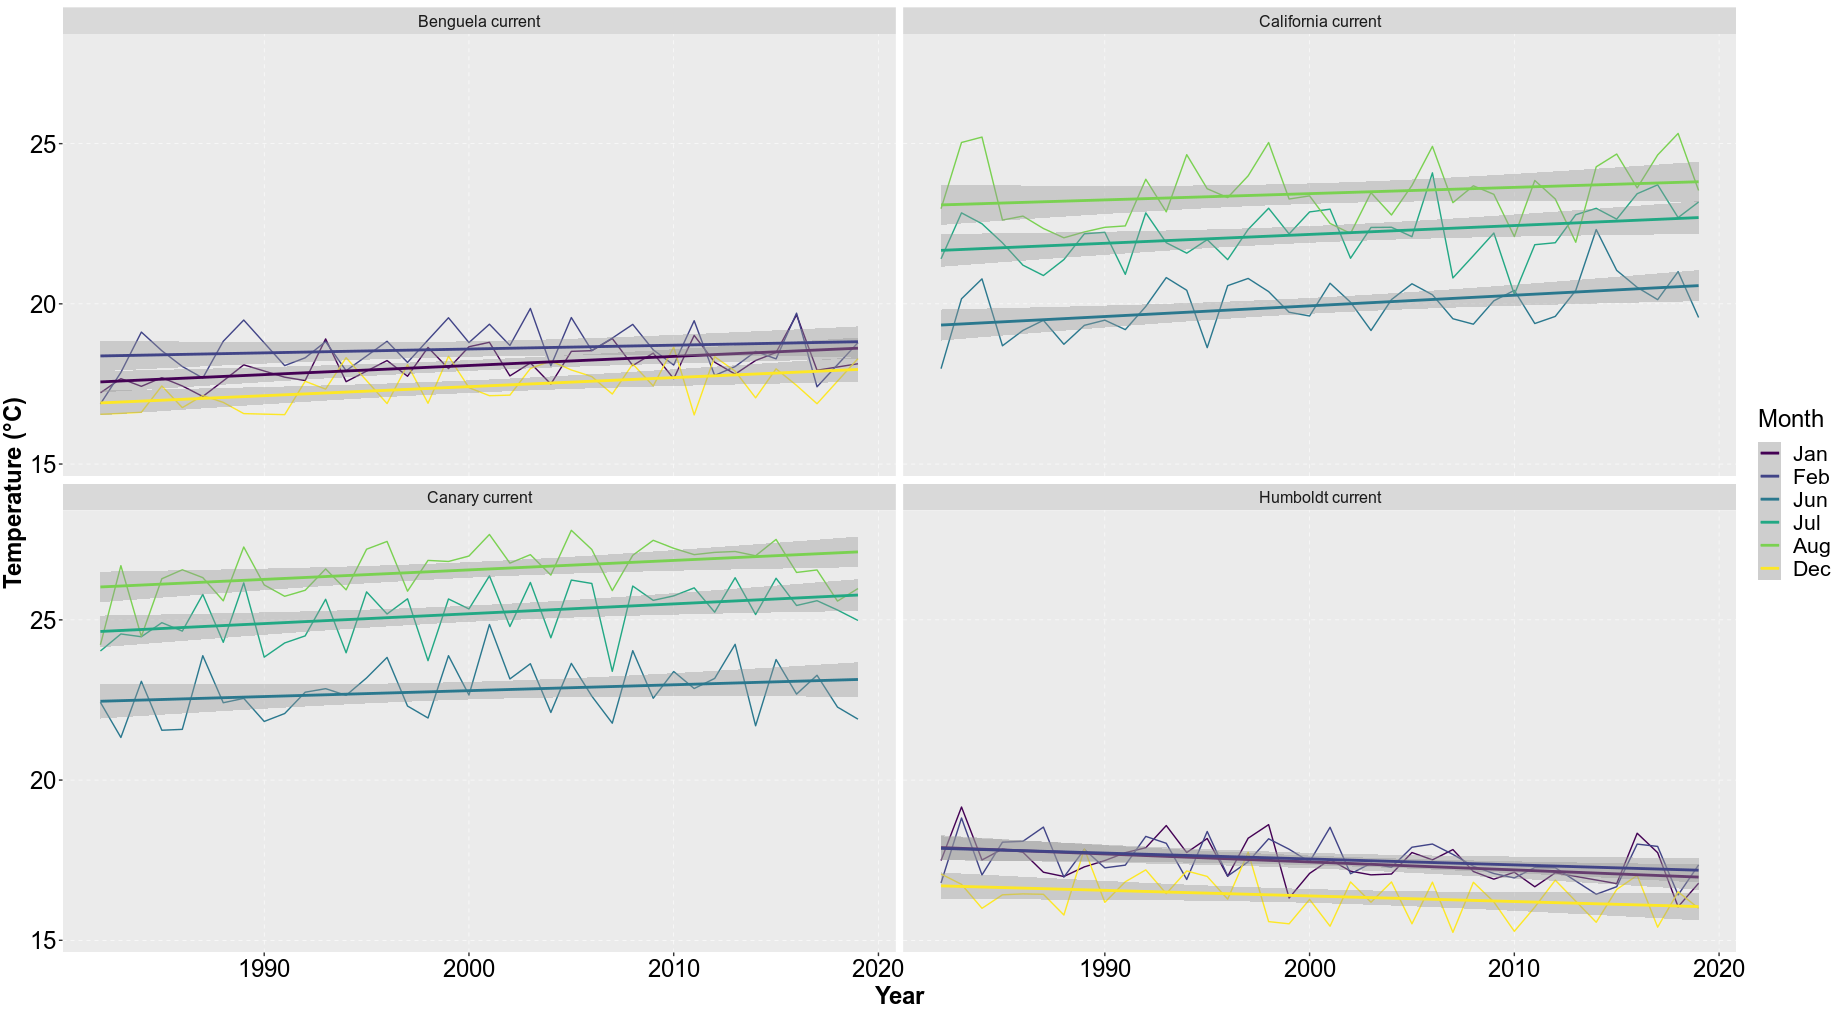 Benguela current
California current
25
20
15
Canary current
Humboldt current
25
20
15
Temperature (°C)
1990
2000
2010
2020
1990
2000
2010
2020
Year
Month
Jan
Feb
Jun
Jul
Aug
Dec